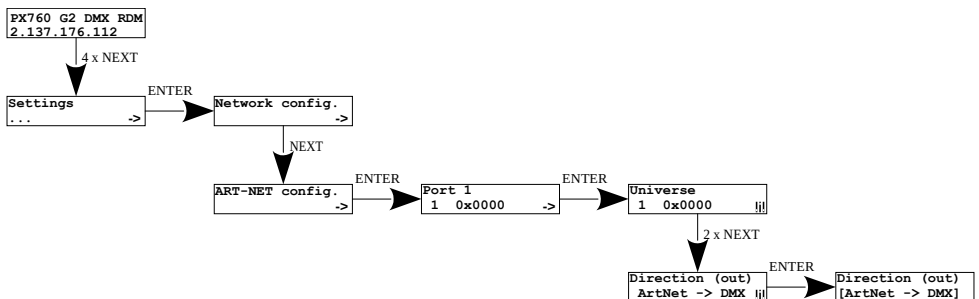 PX760 G2 DMX RDM
2.137.176.112
4 x NEXT
Settings
... ->
ENTER
Network config.
->
NEXT
ART-NET config.
->
ENTER
Port 1
1 0x0000 ->
ENTER
Universe
1 0x0000 !i!
2 x NEXT
Direction (out)
ArtNet -> DMX !i!
ENTER
Direction (out)
[ArtNet -> DMX]